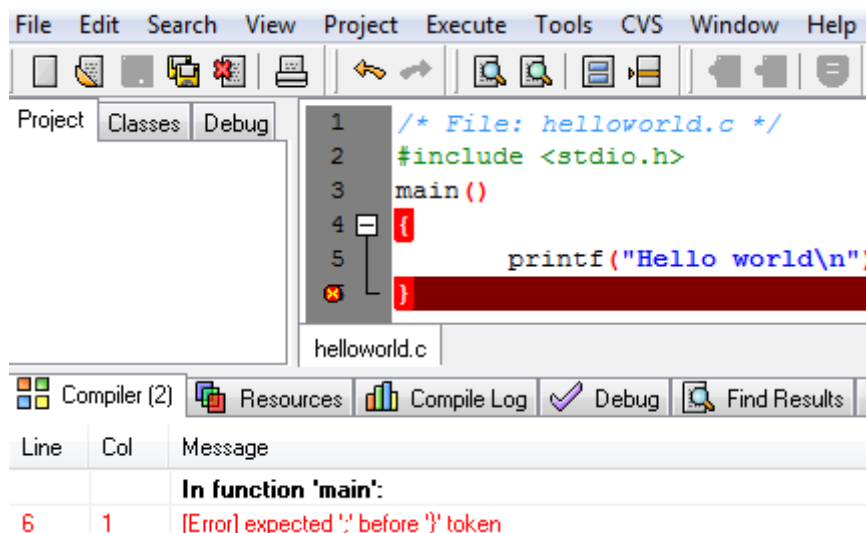 File Edit Search View Project Execute Tools CVS Window Help
Project Classes Debug
1 /* File: helloworld.c */
2 #include <stdio.h>
3 main()
4 {
5 printf("Hello world\n")
}
helloworld.c
Compiler (2) Resources Compile Log Debug Find Results
Line Col Message
In function 'main':
6 1 [Error] expected ';' before '}' token